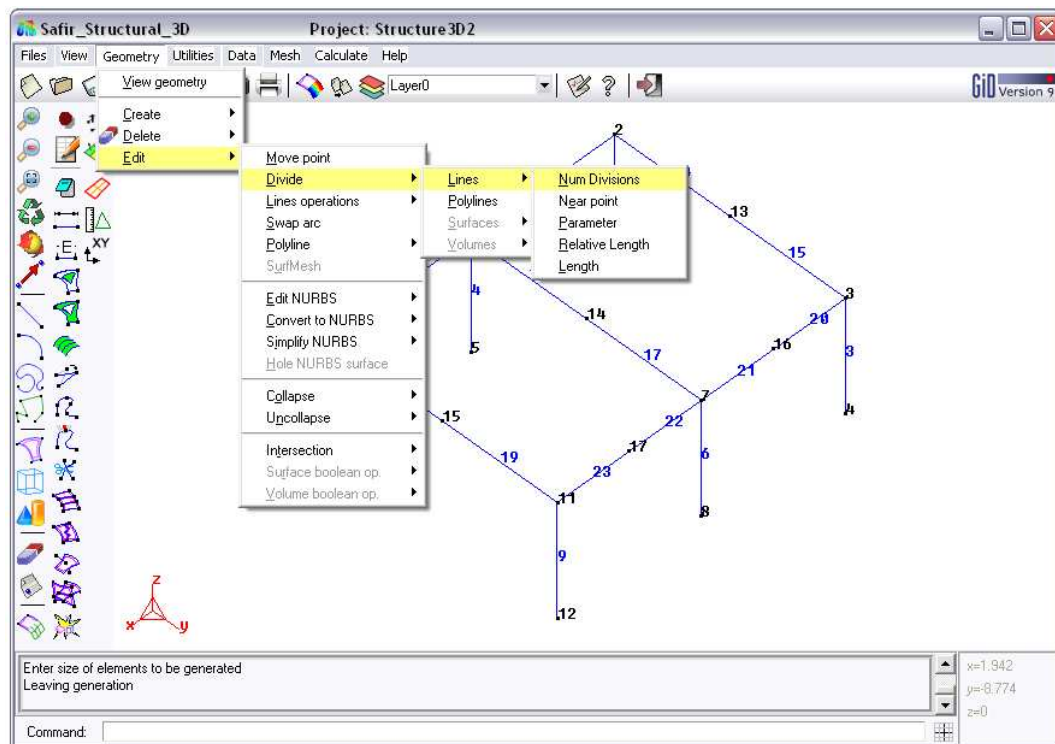 Safir_Structural_3D Project: Structure3D2
Files View Geometry Utilities Data Mesh Calculate Help
Layer0
GiD Version 9
View geometry
Create
Delete
Edit
Move point
Divide
Lines operations
Swap arc
Polyline
SurfMesh
Edit NURBS
Convert to NURBS
Simplify NURBS
Hole NURBS surface
Collapse
Uncollapse
Intersection
Surface boolean op.
Volume boolean op.
Lines
Polylines
Surfaces
Volumes
Num Divisions
Near point
Parameter
Relative Length
Length
E
XY
2
13
15
3
20
4
14
16
3
5
17
21
7
4
15
22
6
17
19
23
11
8
9
12
z
x
y
Enter size of elements to be generated
Leaving generation
x=1.942
y=-8.774
z=0
Command: